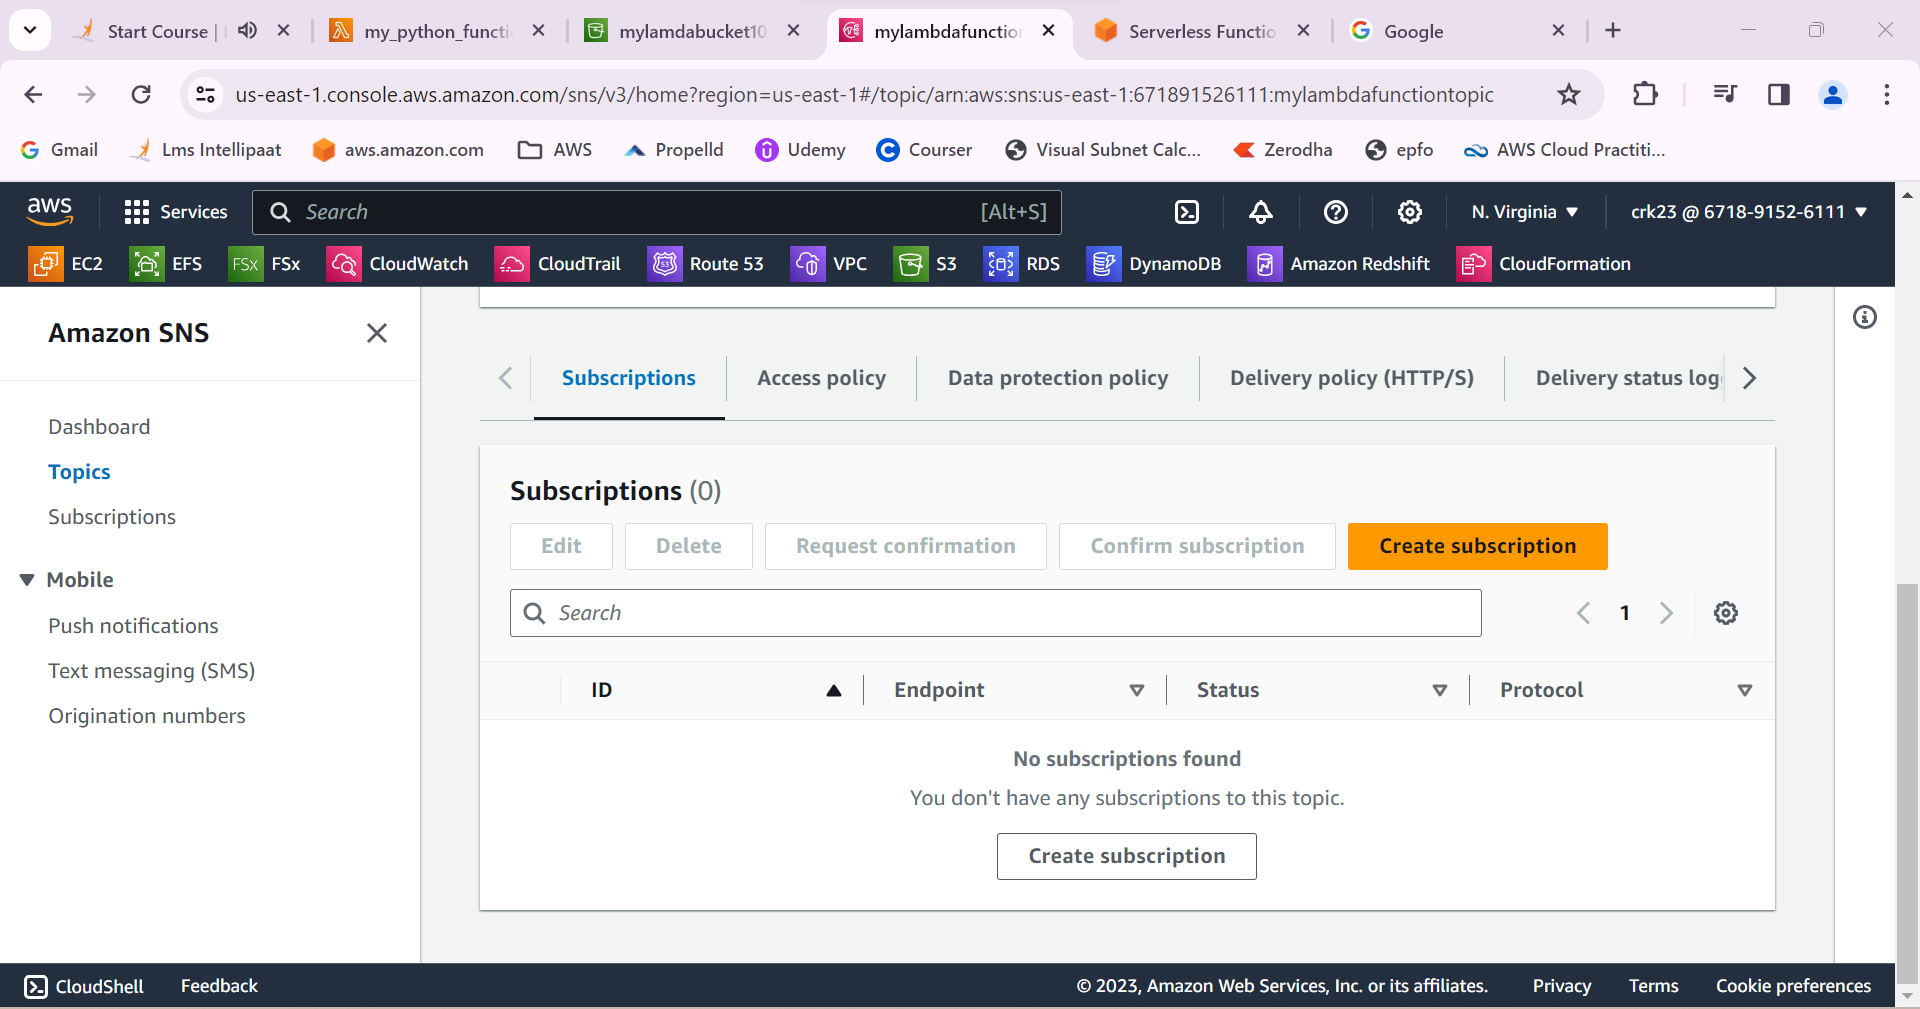 Start Course |
my_python_functi
mylamdabucket10
mylambdafunctio
Serverless Functio
Google
us-east-1.console.aws.amazon.com/sns/v3/home?region=us-east-1#/topic/arn:aws:sns:us-east-1:671891526111:mylambdafunctiontopic
Gmail
Lms Intellipaat
aws.amazon.com
AWS
Propelld
Udemy
Courser
Visual Subnet Calc...
Zerodha
epfo
AWS Cloud Practiti...
aws
Services
Search
[Alt+S]
N. Virginia
crk23 @ 6718-9152-6111
EC2
EFS
FSx
FSx
CloudWatch
CloudTrail
53
Route 53
VPC
S3
RDS
DynamoDB
Amazon Redshift
CloudFormation
Amazon SNS
Dashboard
Topics
Subscriptions
Mobile
Push notifications
Text messaging (SMS)
Origination numbers
Subscriptions
Access policy
Data protection policy
Delivery policy (HTTP/S)
Delivery status log
Subscriptions (0)
Edit
Delete
Request confirmation
Confirm subscription
Create subscription
Search
1
ID
Endpoint
Status
Protocol
No subscriptions found
You don't have any subscriptions to this topic.
Create subscription
CloudShell
Feedback
© 2023, Amazon Web Services, Inc. or its affiliates.
Privacy
Terms
Cookie preferences